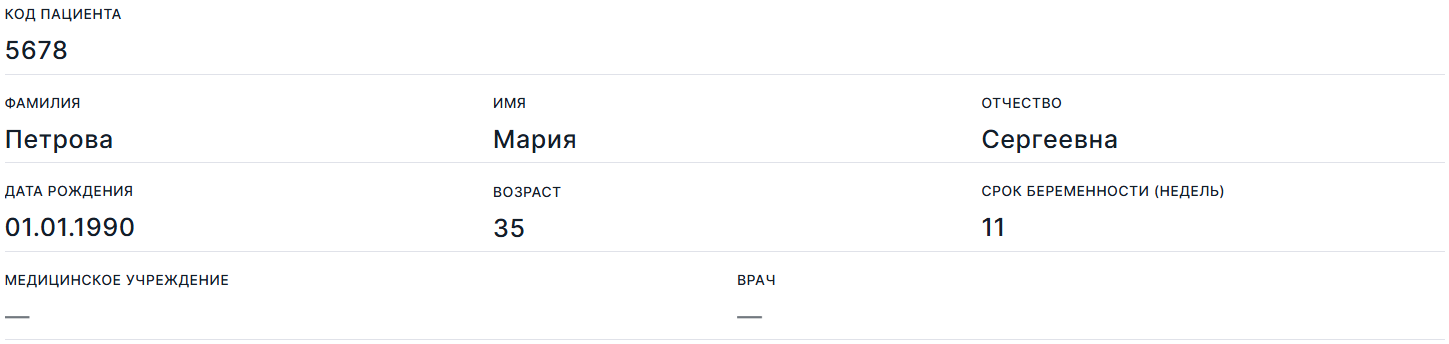 КОД ПАЦИЕНТА
5678
ФАМИЛИЯ ИМЯ ОТЧЕСТВО
Петрова Мария Сергеевна
ДАТА РОЖДЕНИЯ ВОЗРАСТ СРОК БЕРЕМЕННОСТИ (НЕДЕЛЬ)
01.01.1990 35 11
МЕДИЦИНСКОЕ УЧРЕЖДЕНИЕ ВРАЧ
— —